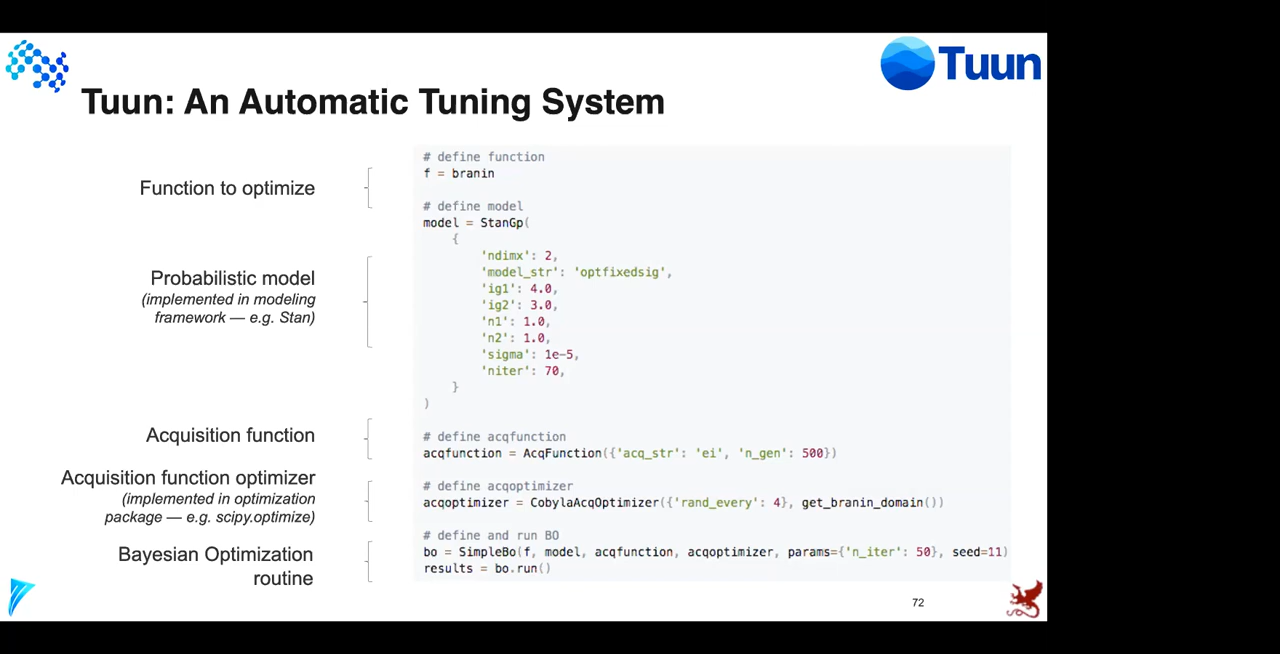 Tuun
Tuun: An Automatic Tuning System
Function to optimize
Probabilistic model
(implemented in modeling
framework — e.g. Stan)
Acquisition function
Acquisition function optimizer
(implemented in optimization
package — e.g. scipy.optimize)
Bayesian Optimization
routine
# define function
f = branin
# define model
model = StanGp(
{
'ndimx': 2,
'model_str': 'optfixedsig',
'ig1': 4.0,
'ig2': 3.0,
'n1': 1.0,
'n2': 1.0,
'sigma': 1e-5,
'niter': 70,
}
)
# define acqfunction
acqfunction = AcqFunction({'acq_str': 'ei', 'n_gen': 500})
# define acqoptimizer
acqoptimizer = CobylaAcqOptimizer({'rand_every': 4}, get_branin_domain())
# define and run BO
bo = SimpleBo(f, model, acqfunction, acqoptimizer, params={'n_iter': 50}, seed=11)
results = bo.run()
72